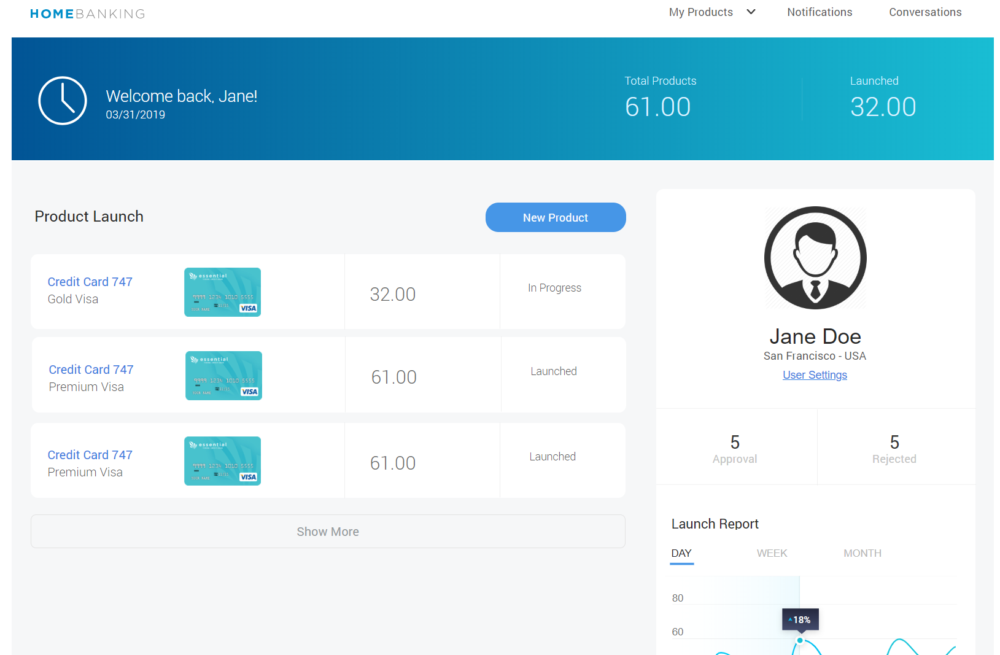 HOMEBANKING
My Products
Notifications
Conversations
Welcome back, Jane!
03/31/2019
Total Products
61.00
Launched
32.00
Product Launch
New Product
Credit Card 747
Gold Visa
essential
9999 1234 1010 5555
YOUR NAME
VISA
32.00
In Progress
Credit Card 747
Premium Visa
essential
9999 1234 1010 5555
YOUR NAME
VISA
61.00
Launched
Credit Card 747
Premium Visa
essential
9999 1234 1010 5555
YOUR NAME
VISA
61.00
Launched
Show More
Jane Doe
San Francisco - USA
User Settings
5
Approval
5
Rejected
Launch Report
DAY
WEEK
MONTH
80
18%
60